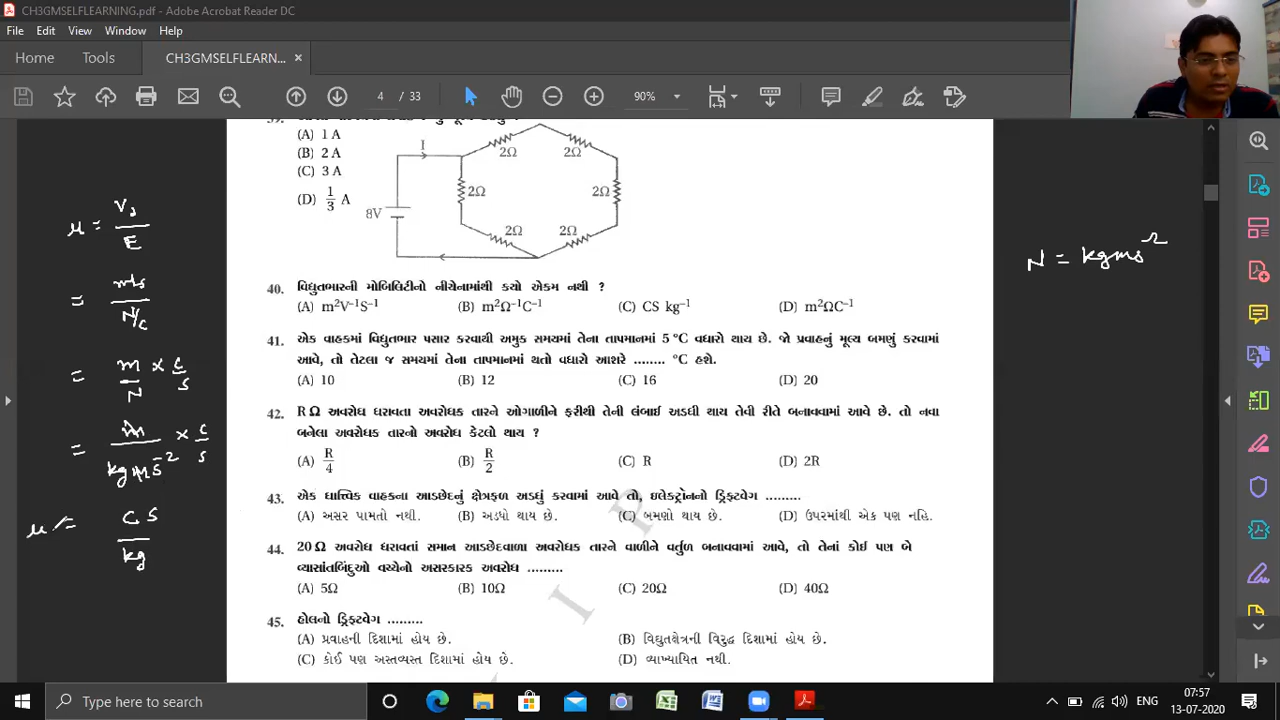 CH3GMSELFLEARNING.pdf - Adobe Acrobat Reader DC
File Edit View Window Help
Home Tools CH3GMSELFLEARN... ×
4 / 33 90%
(A) 1 A
(B) 2 A
(C) 3 A
(D) 1/3 A
I
2Ω 2Ω
2Ω 2Ω
8V
2Ω 2Ω
40. વિદ્યુતભારની મોબિલિટીનો નીચેનામાંથી કયો એકમ નથી ?
(A) m²V⁻¹S⁻¹ (B) m²Ω⁻¹C⁻¹ (C) CS kg⁻¹ (D) m²ΩC⁻¹
41. એક વાહકમાં વિદ્યુતભાર પસાર કરવાથી અમુક સમયમાં તેના તાપમાનમાં 5 °C વધારો થાય છે. જો પ્રવાહનું મૂલ્ય બમણું કરવામાં
આવે, તો તેટલા જ સમયમાં તેના તાપમાનમાં થતો વધારો આશરે ........ °C હશે.
(A) 10 (B) 12 (C) 16 (D) 20
42. R Ω અવરોધ ધરાવતા અવરોધક તારને ઓગાળીને ફરીથી તેની લંબાઈ અડધી થાય તેવી રીતે બનાવવામાં આવે છે. તો નવા
બનેલા અવરોધક તારનો અવરોધ કેટલો થાય ?
(A) R/4 (B) R/2 (C) R (D) 2R
43. એક ધાત્ત્વિક વાહકના આડછેદનું ક્ષેત્રફળ અડધું કરવામાં આવે તો, ઇલેક્ટ્રૉનનો ડ્રિફ્ટવેગ .........
(A) અસર પામતો નથી. (B) અડધો થાય છે. (C) બમણો થાય છે. (D) ઉપરમાંથી એક પણ નહિ.
44. 20 Ω અવરોધ ધરાવતાં સમાન આડછેદવાળા અવરોધક તારને વાળીને વર્તુળ બનાવવામાં આવે, તો તેનાં કોઈ પણ બે
વ્યાસાંતબિંદુઓ વચ્ચેનો અસરકારક અવરોધ .........
(A) 5Ω (B) 10Ω (C) 20Ω (D) 40Ω
45. હોલનો ડ્રિફ્ટવેગ .........
(A) પ્રવાહની દિશામાં હોય છે. (B) વિદ્યુતક્ષેત્રની વિરુદ્ધ દિશામાં હોય છે.
(C) કોઈ પણ અસ્તવ્યસ્ત દિશામાં હોય છે. (D) વ્યાખ્યાયિત નથી.
μ = Vd/E
= m/s / N/C
= m/N × C/s
= m/kgms⁻² × C/s
μ = CS/kg
N = kgms⁻²
Type here to search
ENG
07:57
13-07-2020